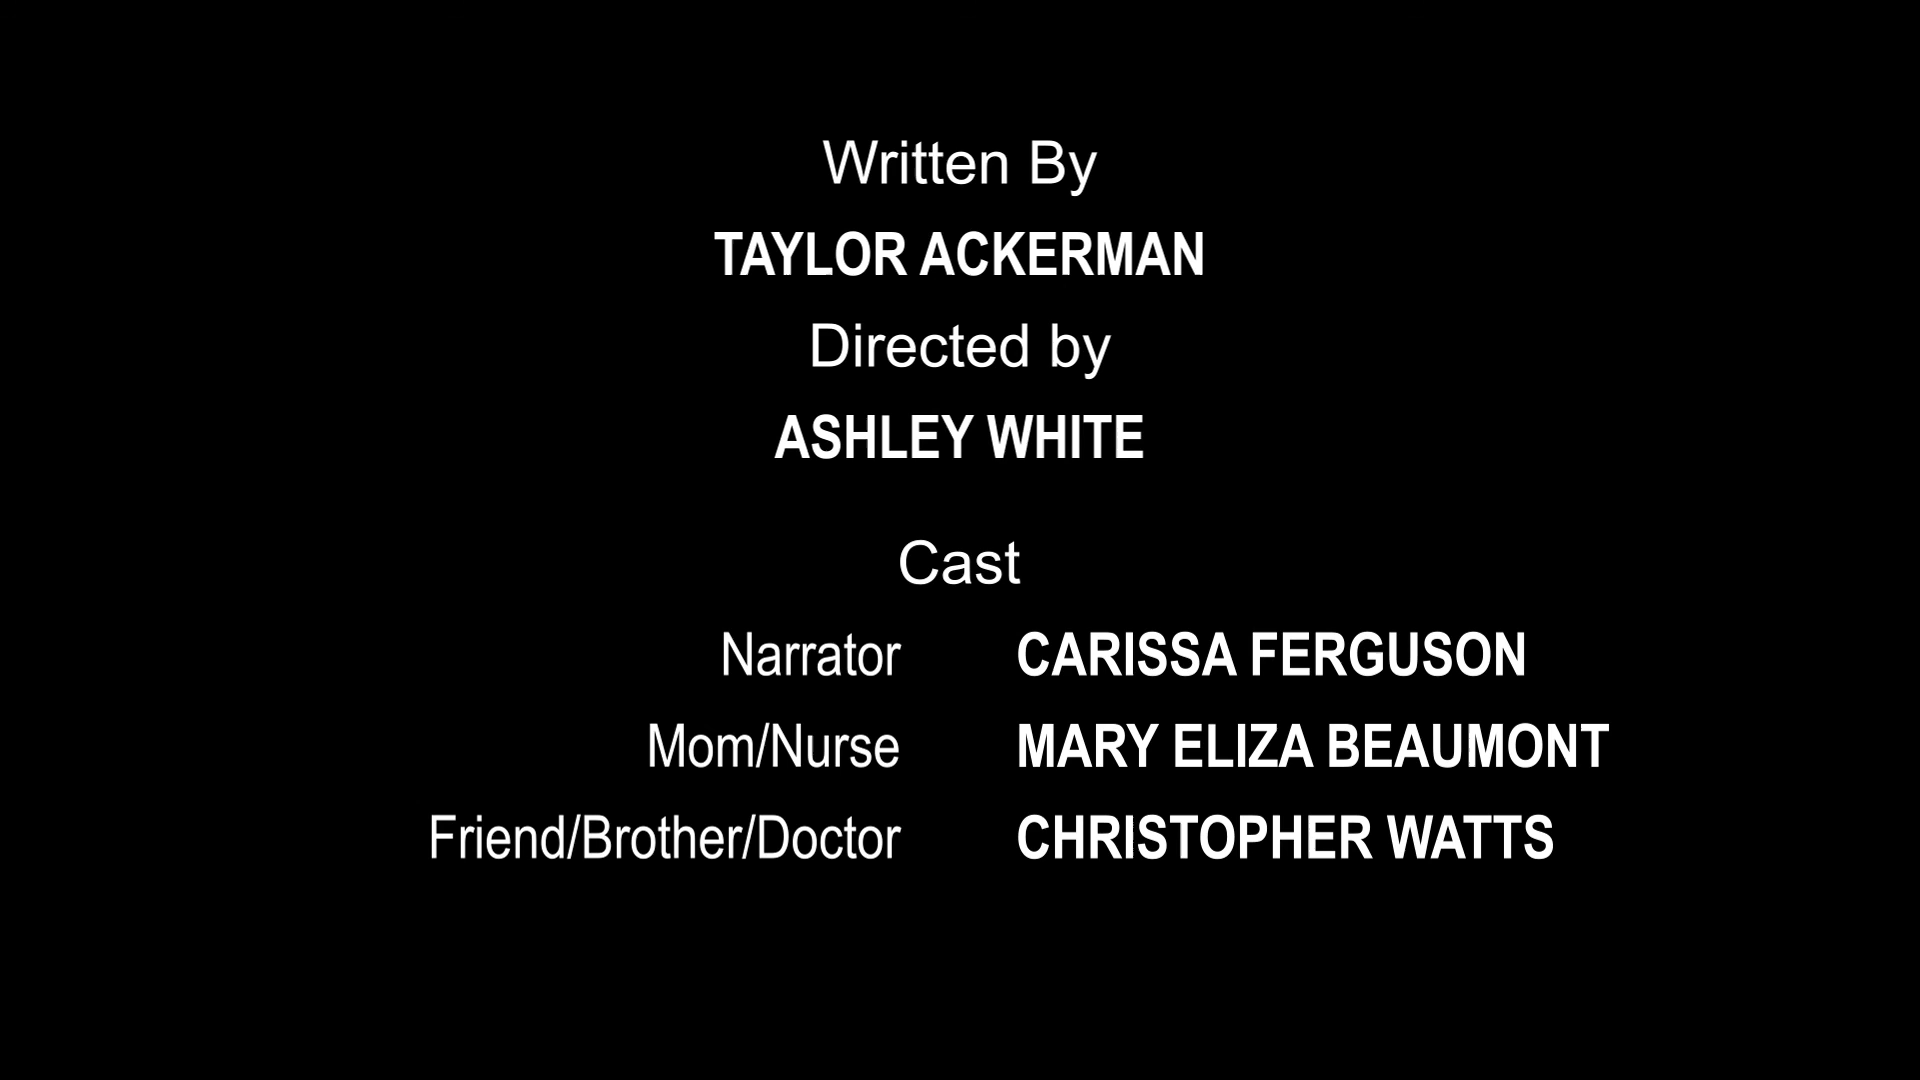 Written By
TAYLOR ACKERMAN
Directed by
ASHLEY WHITE
Cast
Narrator CARISSA FERGUSON
Mom/Nurse MARY ELIZA BEAUMONT
Friend/Brother/Doctor CHRISTOPHER WATTS